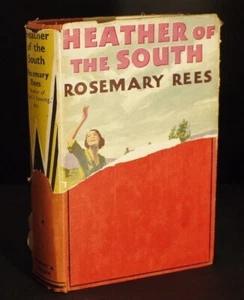 HEATHER OF
THE SOUTH
ROSEMARY REES
Heather
of the
South
Rosemary
Rees